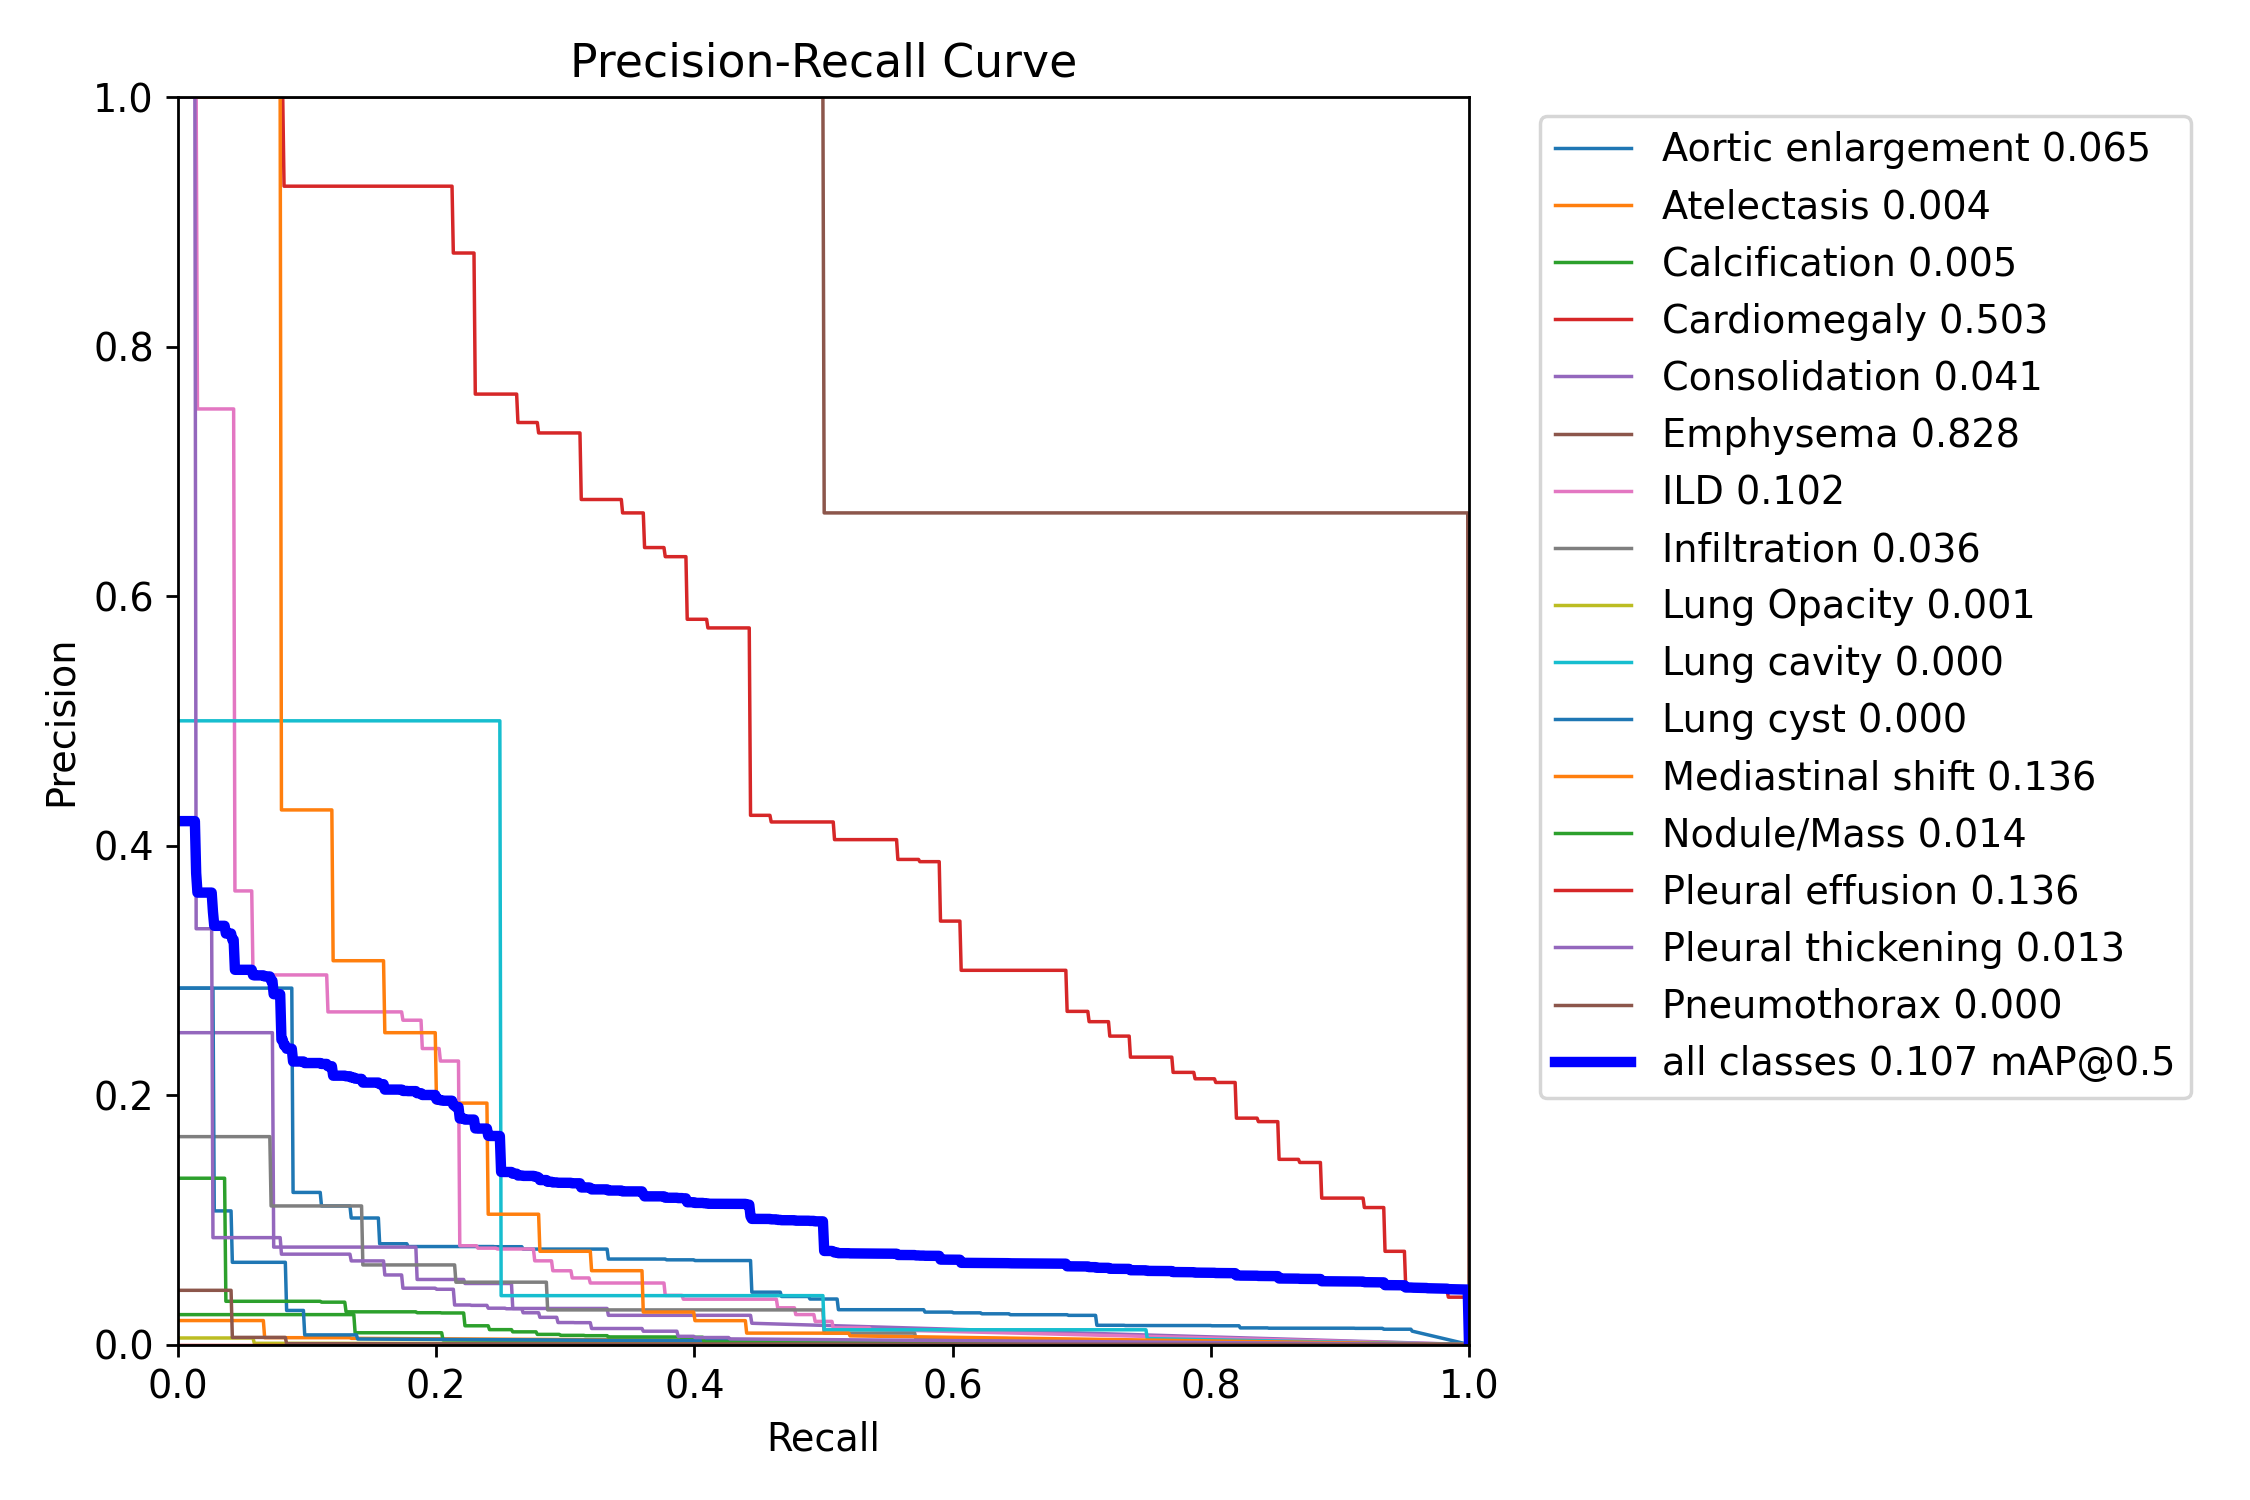 Precision-Recall Curve
1.0
0.8
0.6
0.4
0.2
0.0
Precision
0.0 0.2 0.4 0.6 0.8 1.0
Recall
Aortic enlargement 0.065
Atelectasis 0.004
Calcification 0.005
Cardiomegaly 0.503
Consolidation 0.041
Emphysema 0.828
ILD 0.102
Infiltration 0.036
Lung Opacity 0.001
Lung cavity 0.000
Lung cyst 0.000
Mediastinal shift 0.136
Nodule/Mass 0.014
Pleural effusion 0.136
Pleural thickening 0.013
Pneumothorax 0.000
all classes 0.107 mAP@0.5